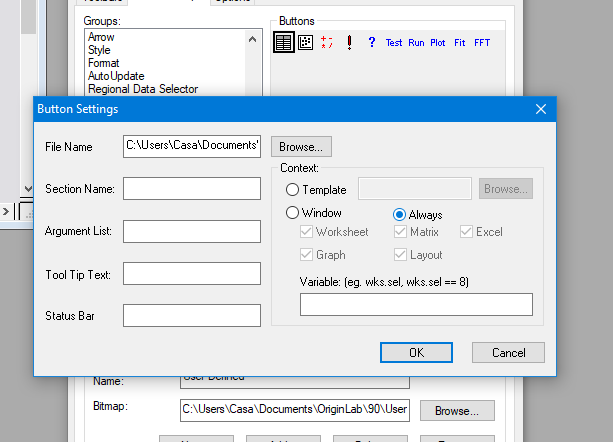 Groups:
Buttons
Arrow
Style
Format
AutoUpdate
Regional Data Selector
Test Run Plot Fit FFT
Button Settings
File Name
C:\Users\Casa\Documents'
Browse...
Context:
Section Name:
Template
Browse...
Window
Always
Argument List:
Worksheet
Matrix
Excel
Graph
Layout
Tool Tip Text:
Variable: (eg. wks.sel, wks.sel == 8)
Status Bar
OK
Cancel
Name:
User Defined
Bitmap:
C:\Users\Casa\Documents\OriginLab\90\User
Browse...